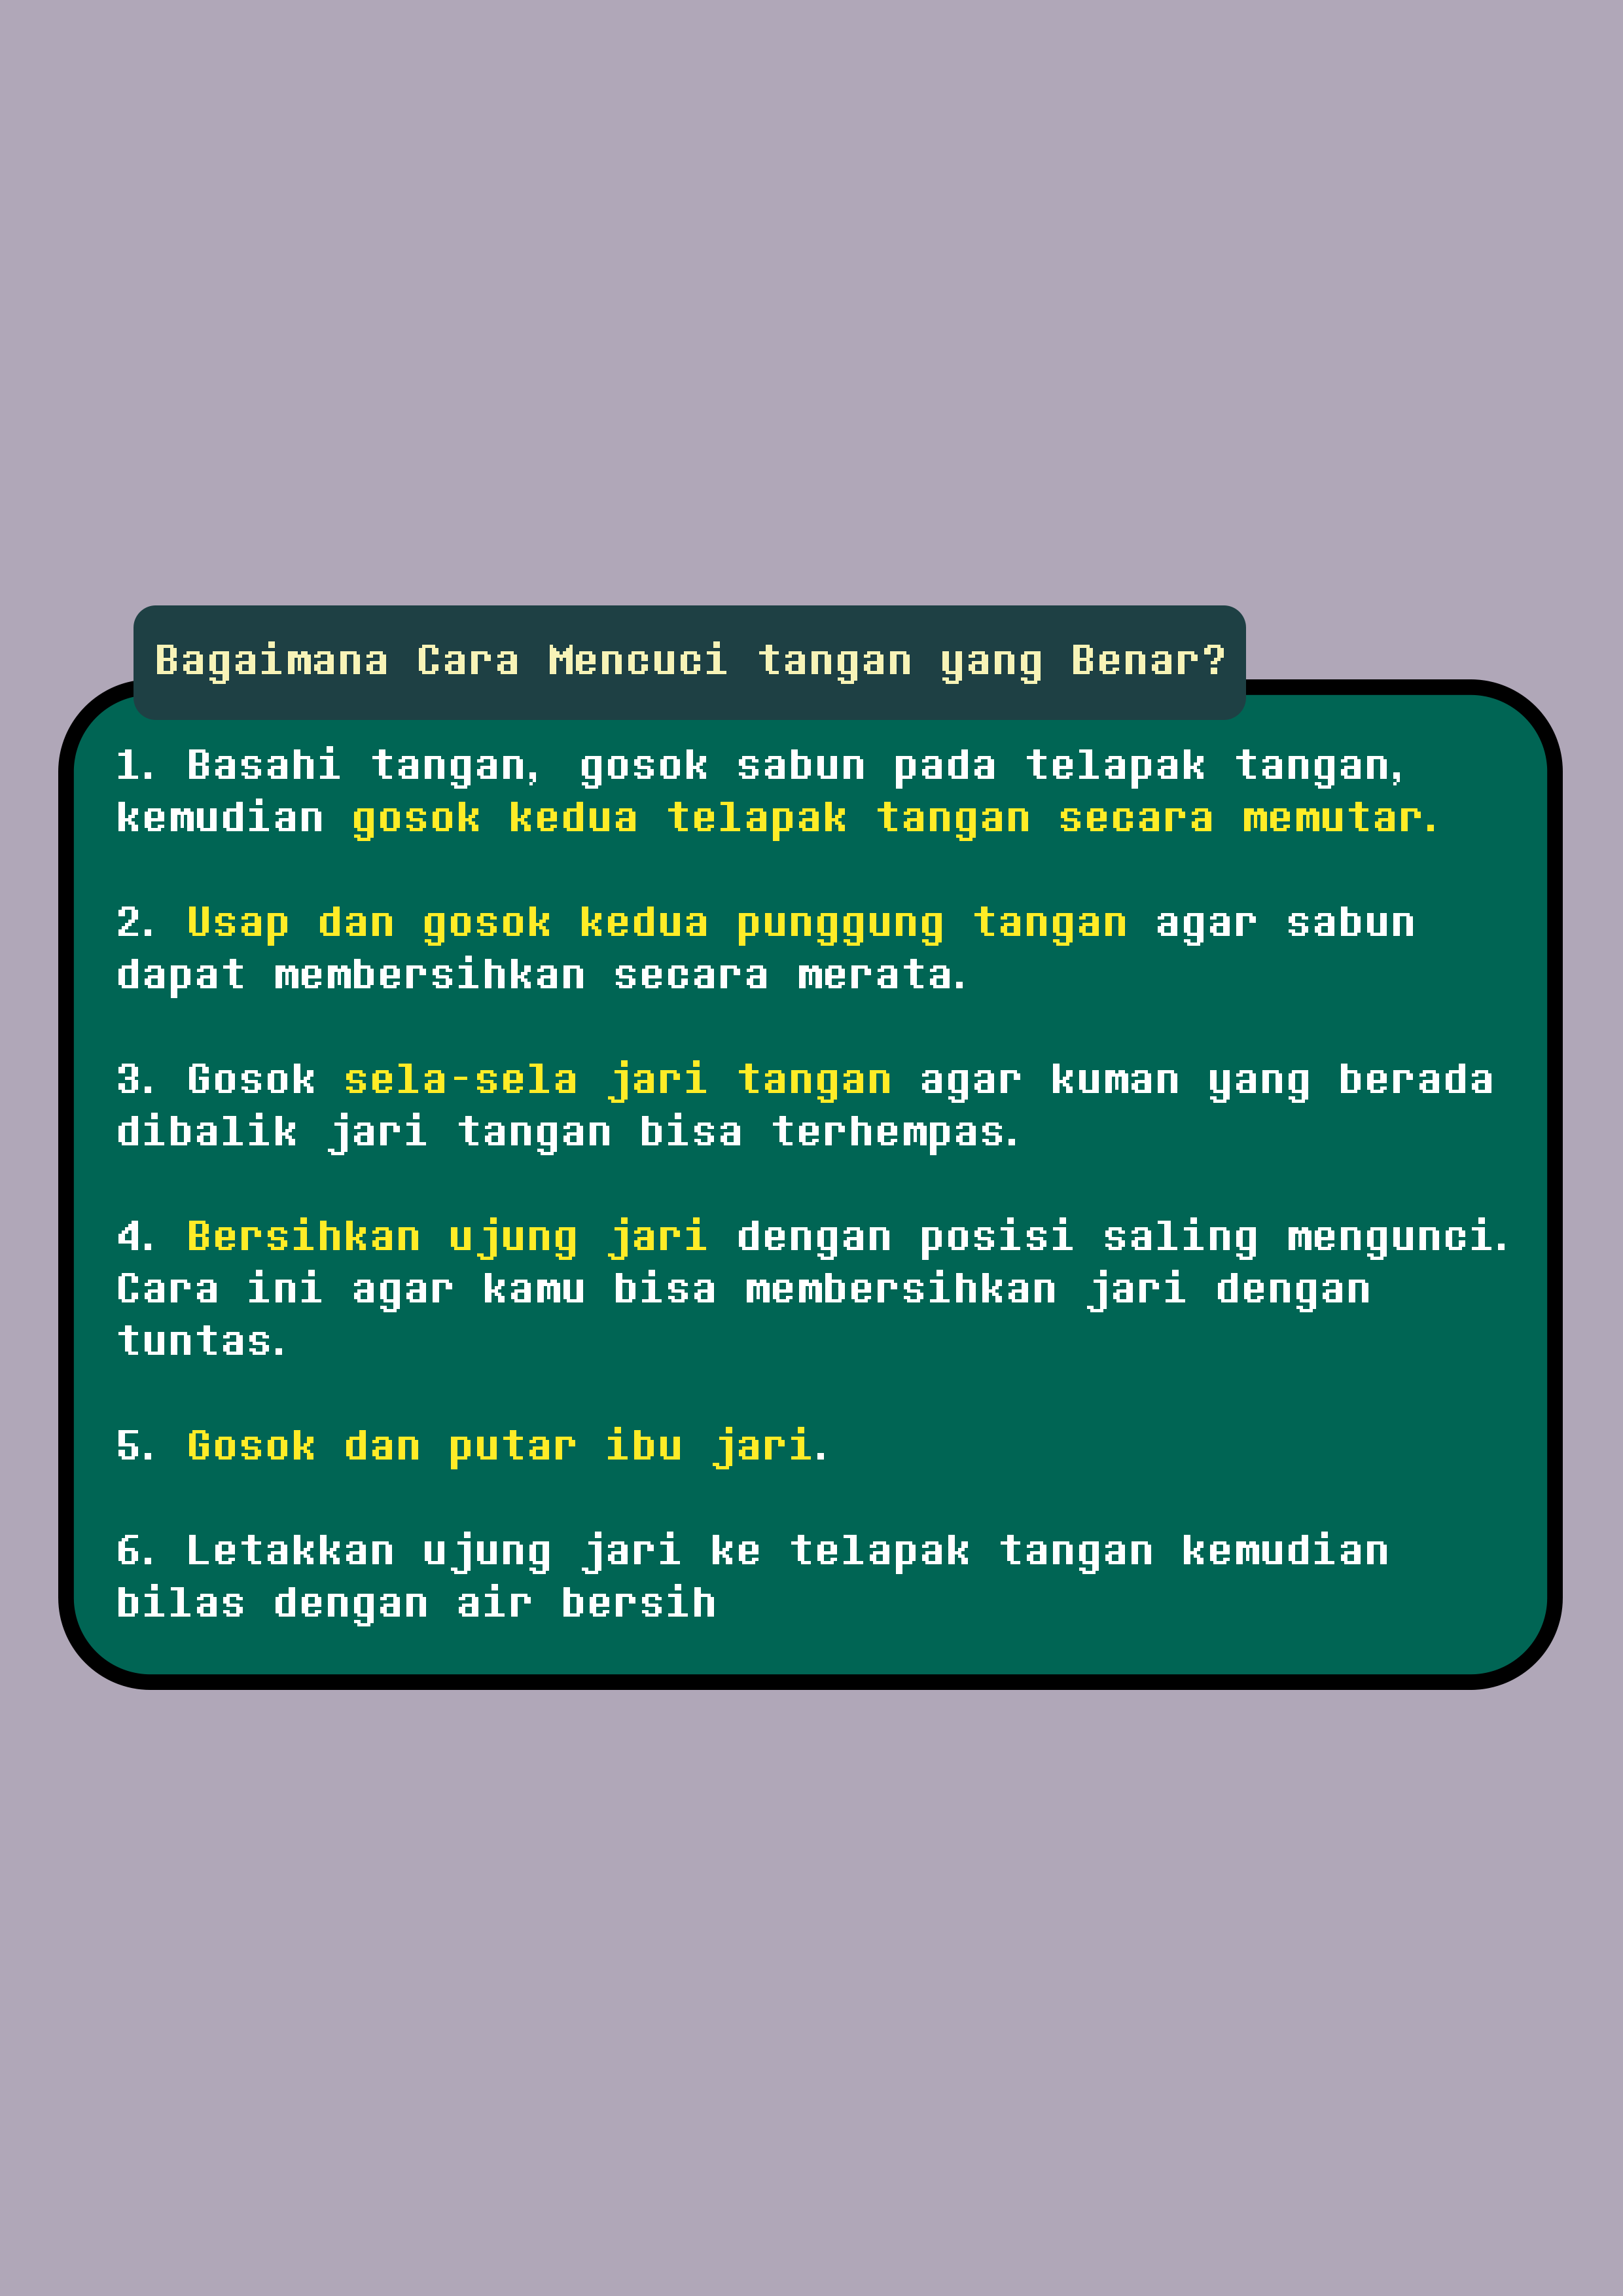 Bagaimana Cara Mencuci tangan yang Benar?
1. Basahi tangan, gosok sabun pada telapak tangan,
kemudian gosok kedua telapak tangan secara memutar.
2. Usap dan gosok kedua punggung tangan agar sabun
dapat membersihkan secara merata.
3. Gosok sela-sela jari tangan agar kuman yang berada
dibalik jari tangan bisa terhempas.
4. Bersihkan ujung jari dengan posisi saling mengunci.
Cara ini agar kamu bisa membersihkan jari dengan
tuntas.
5. Gosok dan putar ibu jari.
6. Letakkan ujung jari ke telapak tangan kemudian
bilas dengan air bersih